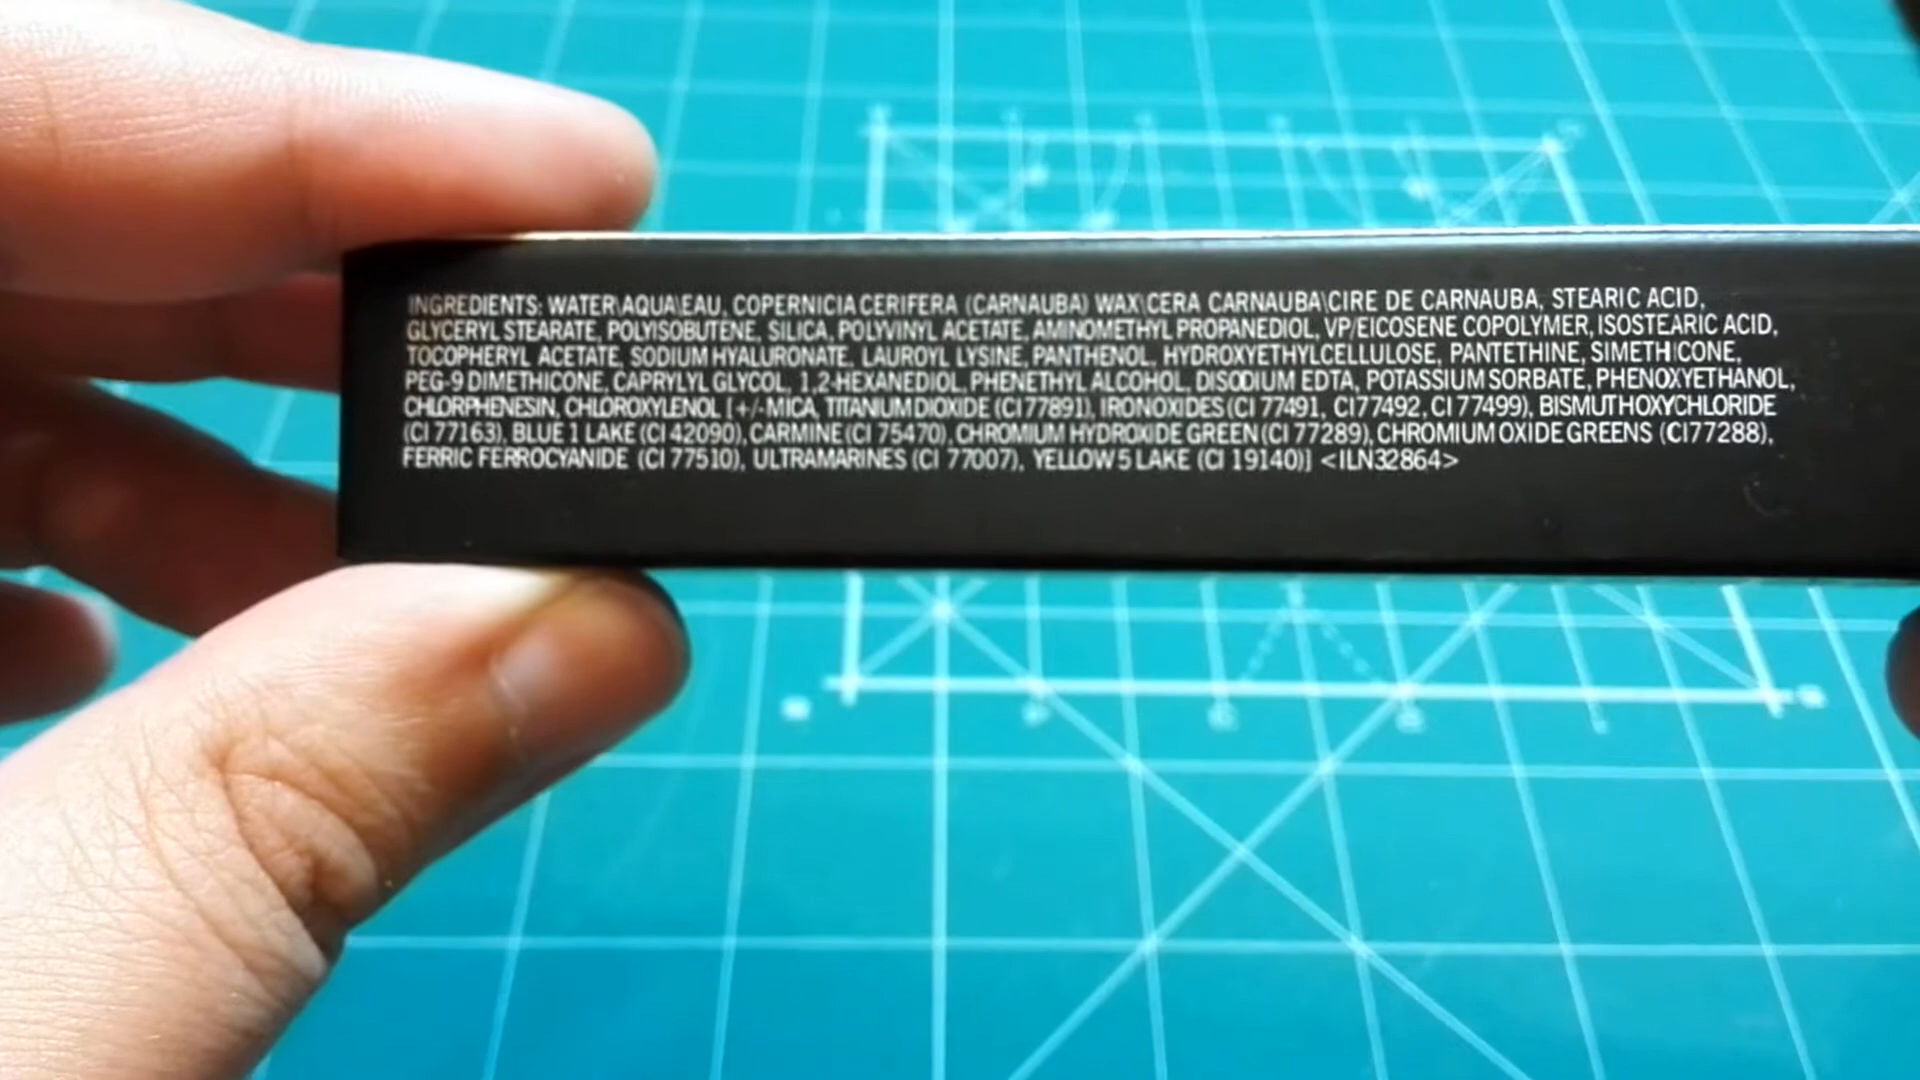 INGREDIENTS: WATER\AQUA\EAU, COPERNICIA CERIFERA (CARNAUBA) WAX\CERA CARNAUBA\CIRE DE CARNAUBA, STEARIC ACID,
GLYCERYL STEARATE, POLYISOBUTENE, SILICA, POLYVINYL ACETATE, AMINOMETHYL PROPANEDIOL, VP/EICOSENE COPOLYMER, ISOSTEARIC ACID,
TOCOPHERYL ACETATE, SODIUM HYALURONATE, LAUROYL LYSINE, PANTHENOL, HYDROXYETHYLCELLULOSE, PANTETHINE, SIMETHICONE,
PEG-9 DIMETHICONE, CAPRYLYL GLYCOL, 1,2-HEXANEDIOL, PHENETHYL ALCOHOL, DISODIUM EDTA, POTASSIUM SORBATE, PHENOXYETHANOL,
CHLORPHENESIN, CHLOROXYLENOL [+/- MICA, TITANIUM DIOXIDE (CI 77891), IRON OXIDES (CI 77491, CI 77492, CI 77499), BISMUTH OXYCHLORIDE
(CI 77163), BLUE 1 LAKE (CI 42090), CARMINE (CI 75470), CHROMIUM HYDROXIDE GREEN (CI 77289), CHROMIUM OXIDE GREENS (CI 77288),
FERRIC FERROCYANIDE (CI 77510), ULTRAMARINES (CI 77007), YELLOW 5 LAKE (CI 19140)] <ILN32864>